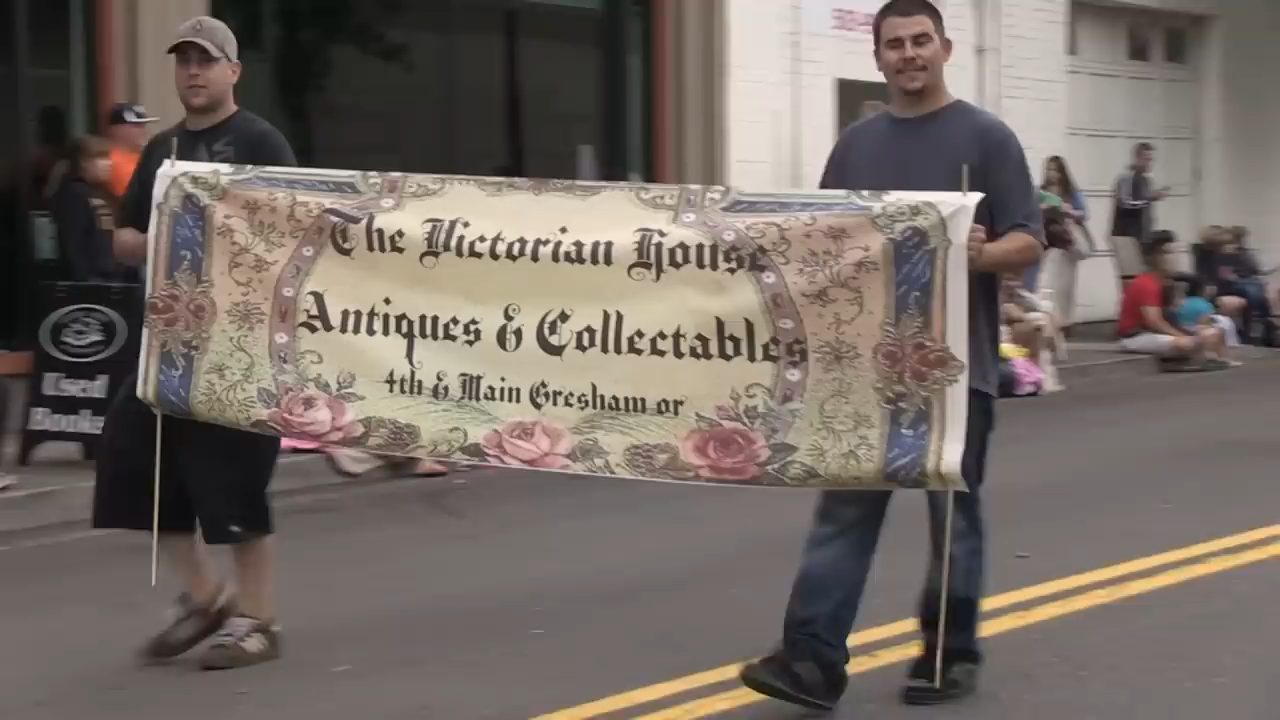 The Victorian House
Antiques & Collectables
4th & Main Gresham or
Used
Books